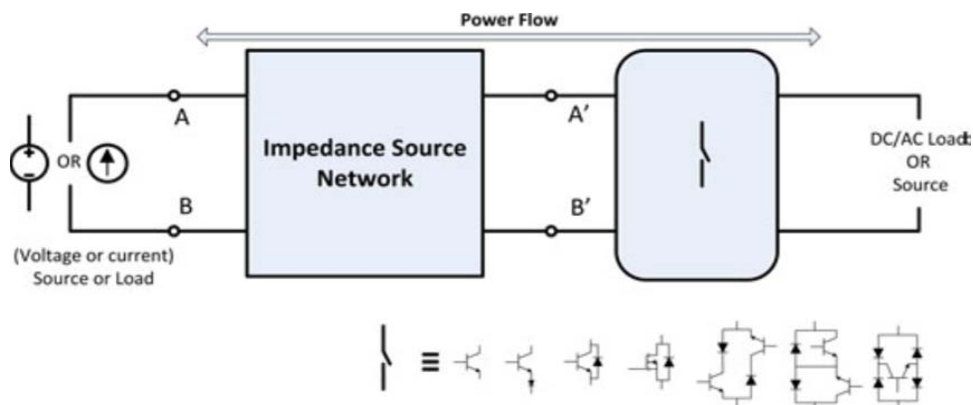 Power Flow
A
A’
Impedance Source
Network
DC/AC Load
OR
OR
Source
B
B’
(Voltage or current)
Source or Load